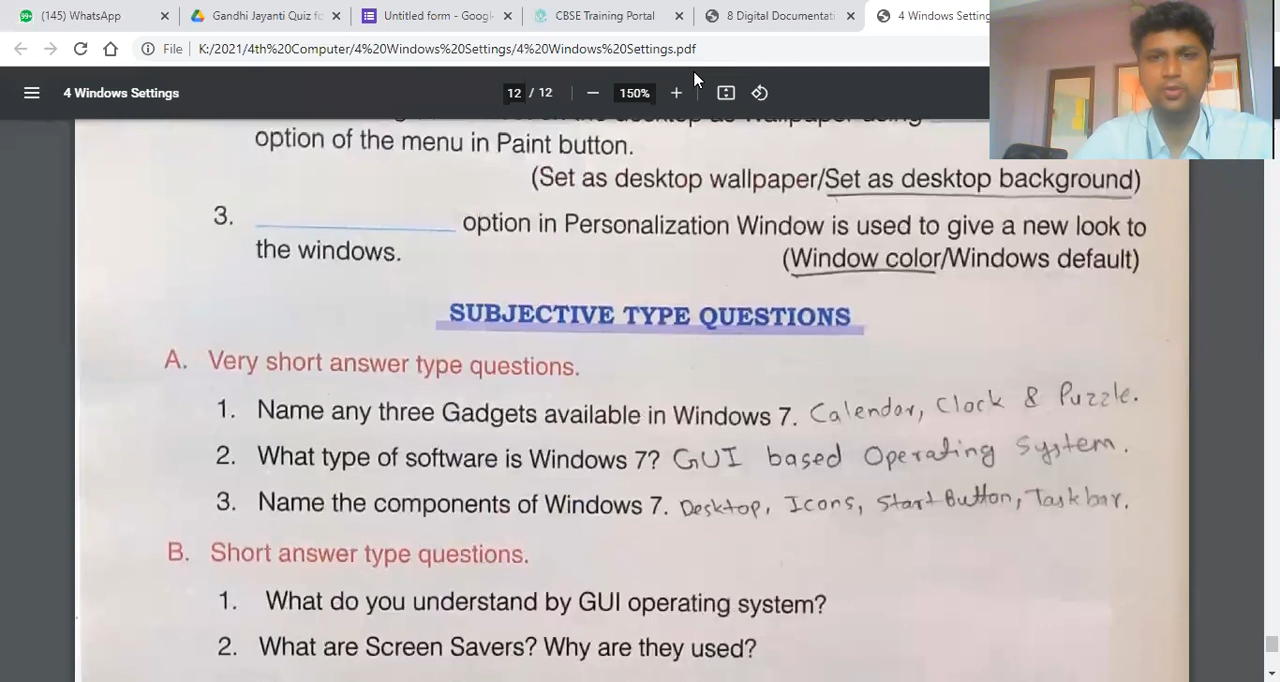 (145) WhatsApp
Gandhi Jayanti Quiz fo
Untitled form - Googl
CBSE Training Portal
8 Digital Documentati
4 Windows Setting
File
K:/2021/4th%20Computer/4%20Windows%20Settings/4%20Windows%20Settings.pdf
4 Windows Settings
12 / 12
150%
option of the menu in Paint button.
(Set as desktop wallpaper/Set as desktop background)
3. option in Personalization Window is used to give a new look to
the windows. (Window color/Windows default)
SUBJECTIVE TYPE QUESTIONS
A. Very short answer type questions.
1. Name any three Gadgets available in Windows 7. Calendar, Clock & Puzzle.
2. What type of software is Windows 7? GUI based Operating System.
3. Name the components of Windows 7. Desktop, Icons, Start Button, Taskbar.
B. Short answer type questions.
1. What do you understand by GUI operating system?
2. What are Screen Savers? Why are they used?